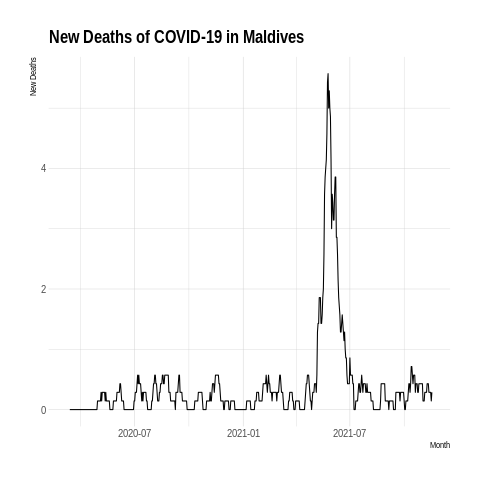 New Deaths of COVID-19 in Maldives
New Deaths
4
2
0
2020-07
2021-01
2021-07
Month